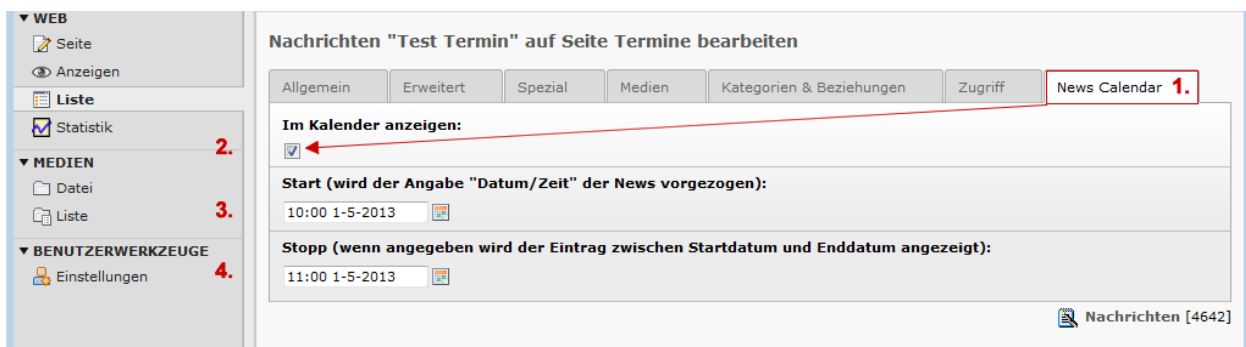 WEB
Seite
Anzeigen
Liste
Statistik
2.
MEDIEN
Datei
Liste
3.
BENUTZERWERKZEUGE
Einstellungen
4.
Nachrichten "Test Termin" auf Seite Termine bearbeiten
Allgemein Erweitert Spezial Medien Kategorien & Beziehungen Zugriff News Calendar 1.
Im Kalender anzeigen:
Start (wird der Angabe "Datum/Zeit" der News vorgezogen):
10:00 1-5-2013
Stopp (wenn angegeben wird der Eintrag zwischen Startdatum und Enddatum angezeigt):
11:00 1-5-2013
Nachrichten [4642]